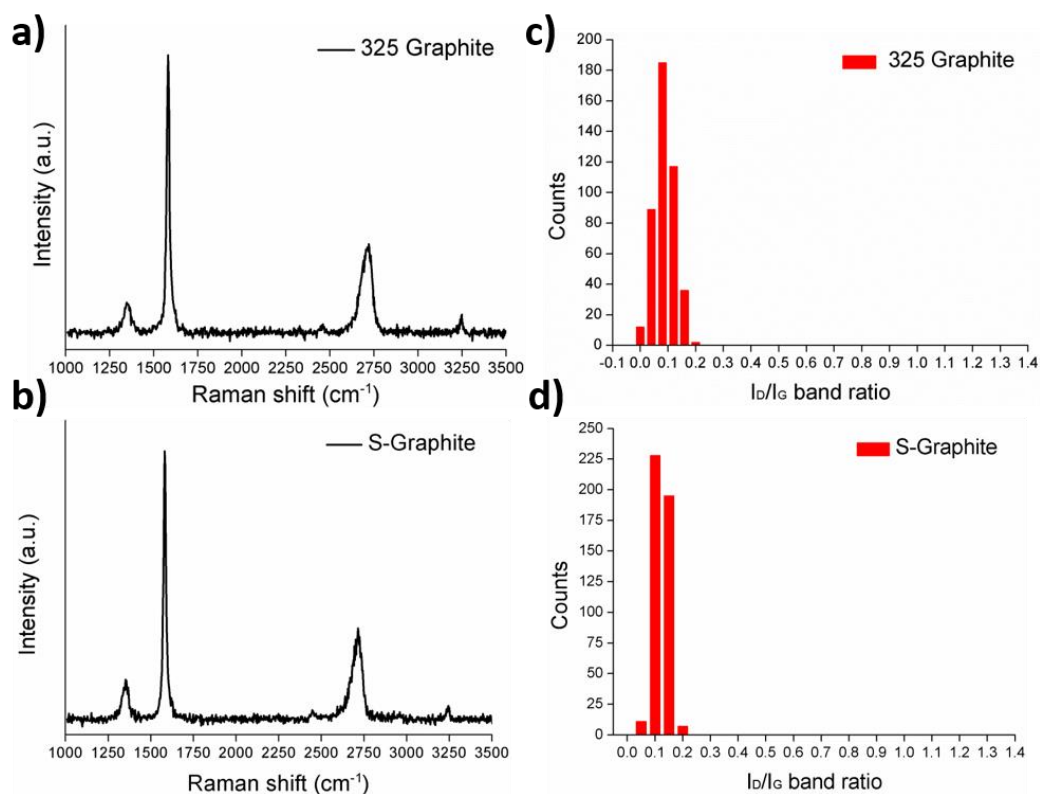 a)
325 Graphite
Intensity (a.u.)
1000 1250 1500 1750 2000 2250 2500 2750 3000 3250 3500
Raman shift (cm⁻¹)
c)
325 Graphite
200
180
160
140
120
100
80
60
40
20
0
Counts
-0.1 0.0 0.1 0.2 0.3 0.4 0.5 0.6 0.7 0.8 0.9 1.0 1.1 1.2 1.3 1.4
ID/IG band ratio
b)
S-Graphite
Intensity (a.u.)
1000 1250 1500 1750 2000 2250 2500 2750 3000 3250 3500
Raman shift (cm⁻¹)
d)
S-Graphite
250
225
200
175
150
125
100
75
50
25
0
Counts
0.0 0.1 0.2 0.3 0.4 0.5 0.6 0.7 0.8 0.9 1.0 1.1 1.2 1.3 1.4
ID/IG band ratio